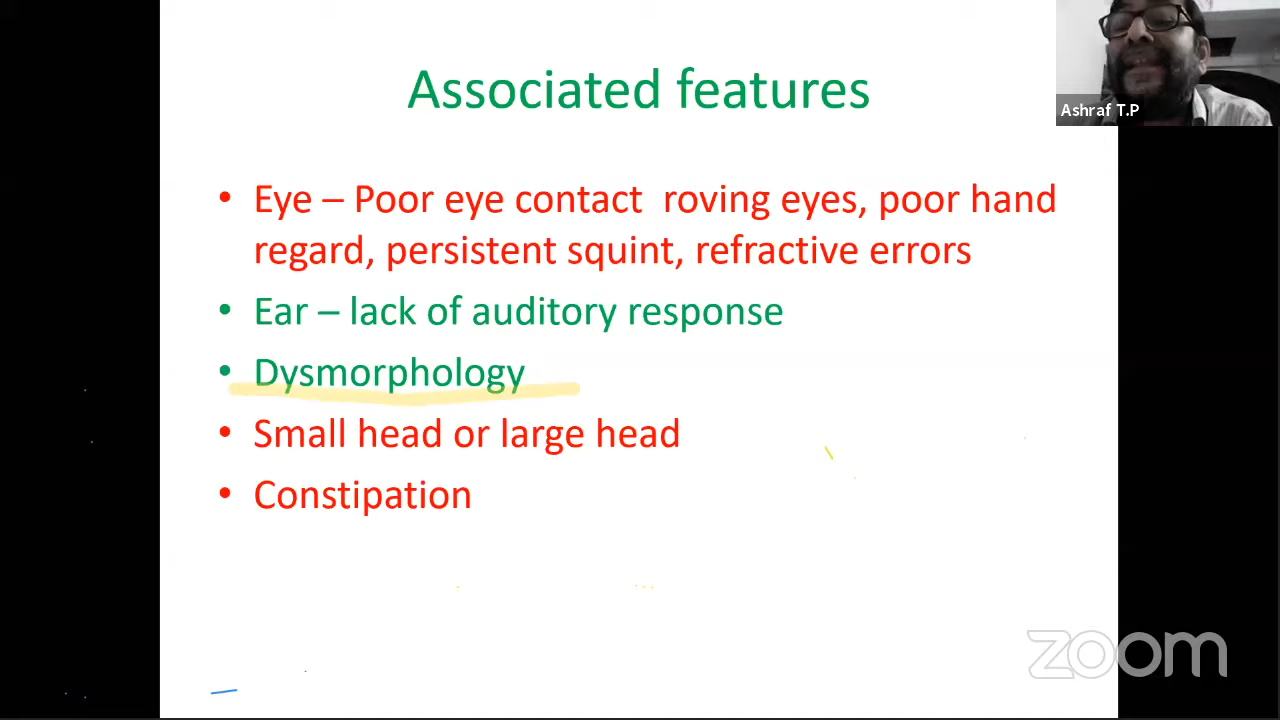 Associated features
Ashraf T.P
• Eye – Poor eye contact roving eyes, poor hand
regard, persistent squint, refractive errors
• Ear – lack of auditory response
• Dysmorphology
• Small head or large head
• Constipation
zoom